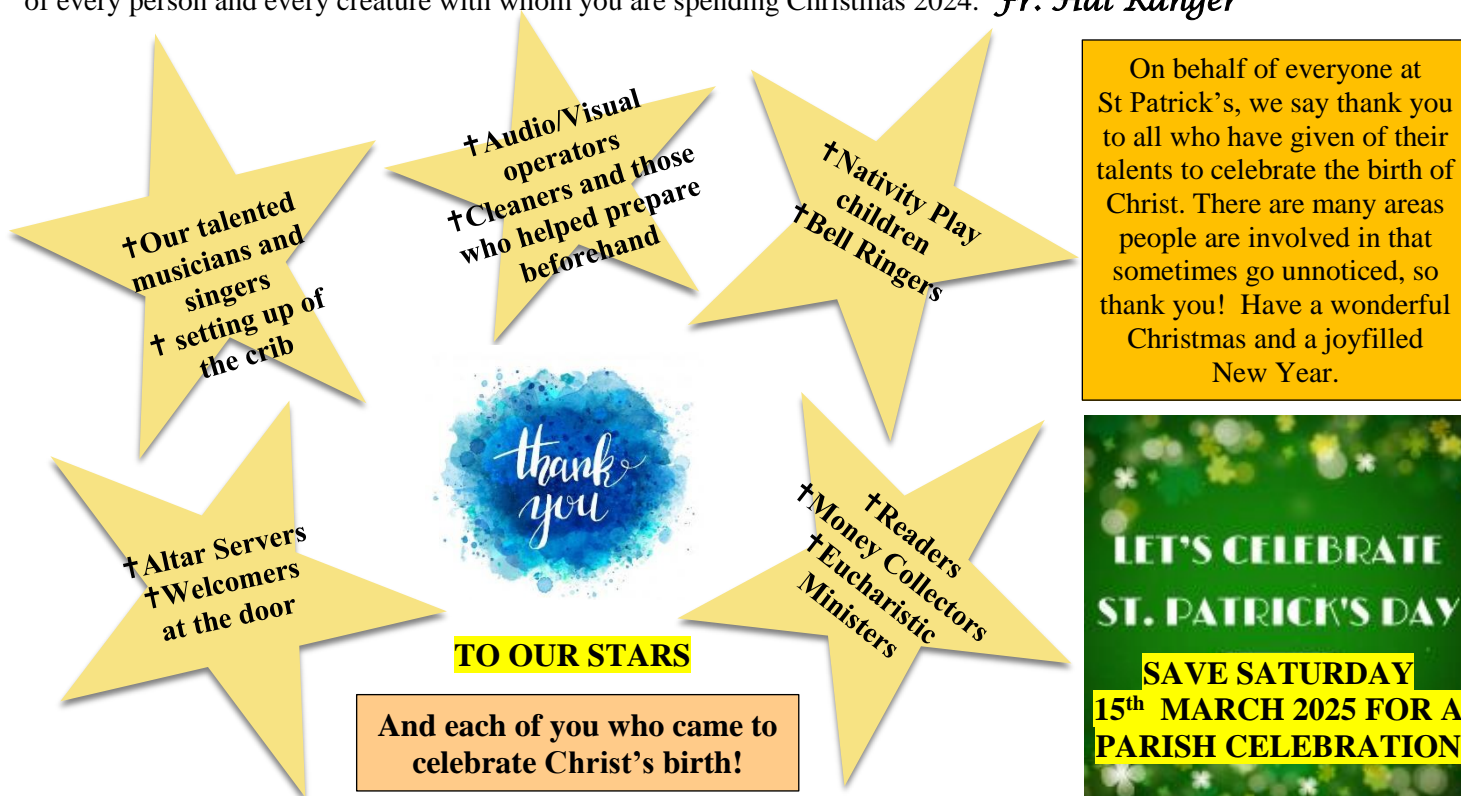 of every person and every creature with whom you are spending Christmas 2024. Fr. Hal Ranger
†Our talented
musicians and
singers
† setting up of
the crib
†Audio/Visual
operators
†Cleaners and those
who helped prepare
beforehand
†Nativity Play
children
†Bell Ringers
On behalf of everyone at
St Patrick’s, we say thank you
to all who have given of their
talents to celebrate the birth of
Christ. There are many areas
people are involved in that
sometimes go unnoticed, so
thank you!  Have a wonderful
Christmas and a joyfilled
New Year.
†Altar Servers
†Welcomers
at the door
thank
you
TO OUR STARS
†Readers
†Money Collectors
†Eucharistic
Ministers
And each of you who came to
celebrate Christ’s birth!
LET'S CELEBRATE
ST. PATRICK'S DAY
SAVE SATURDAY
15th MARCH 2025 FOR A
PARISH CELEBRATION